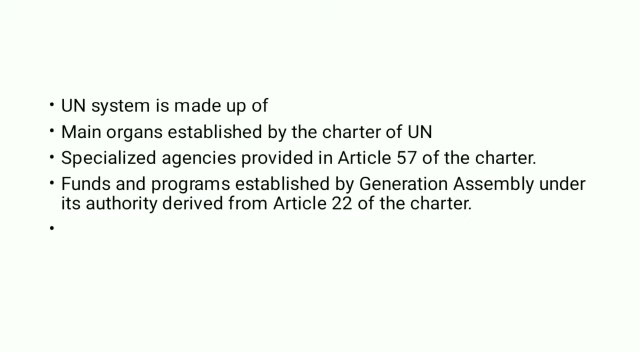 • UN system is made up of
• Main organs established by the charter of UN
• Specialized agencies provided in Article 57 of the charter.
• Funds and programs established by Generation Assembly under
its authority derived from Article 22 of the charter.
•